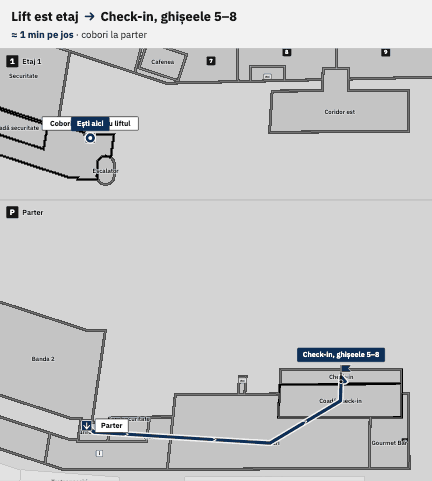 Lift est etaj → Check-in, ghișeele 5–8
≈ 1 min pe jos · cobori la parter
1 Etaj 1
Cafenea
7
8
9
Securitate
Coridor est
securitate
Ești aici
liftul
Escalator
P Parter
Check-in, ghișeele 5–8
Banda 2
Parter
Gourmet Bar